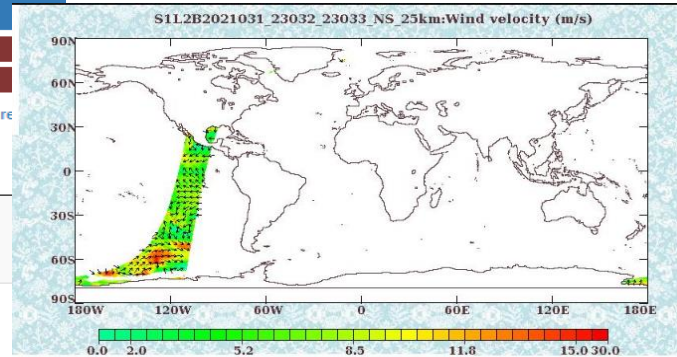 S1L2B2021031_23032_23033_NS_25km:Wind velocity (m/s)
90N
60N
30N
0
30S
60S
90S
180W 120W 60W 0 60E 120E 180E
0.0 2.0 5.2 8.5 11.8 15.0 30.0
re